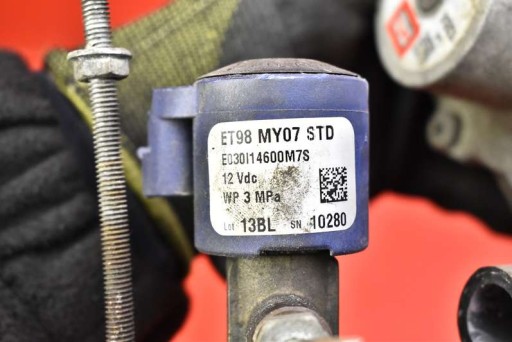 ET98 MY07 STD
E030I14600M7S
12 Vdc
WP 3 MPa
Lot 13BL SN 10280